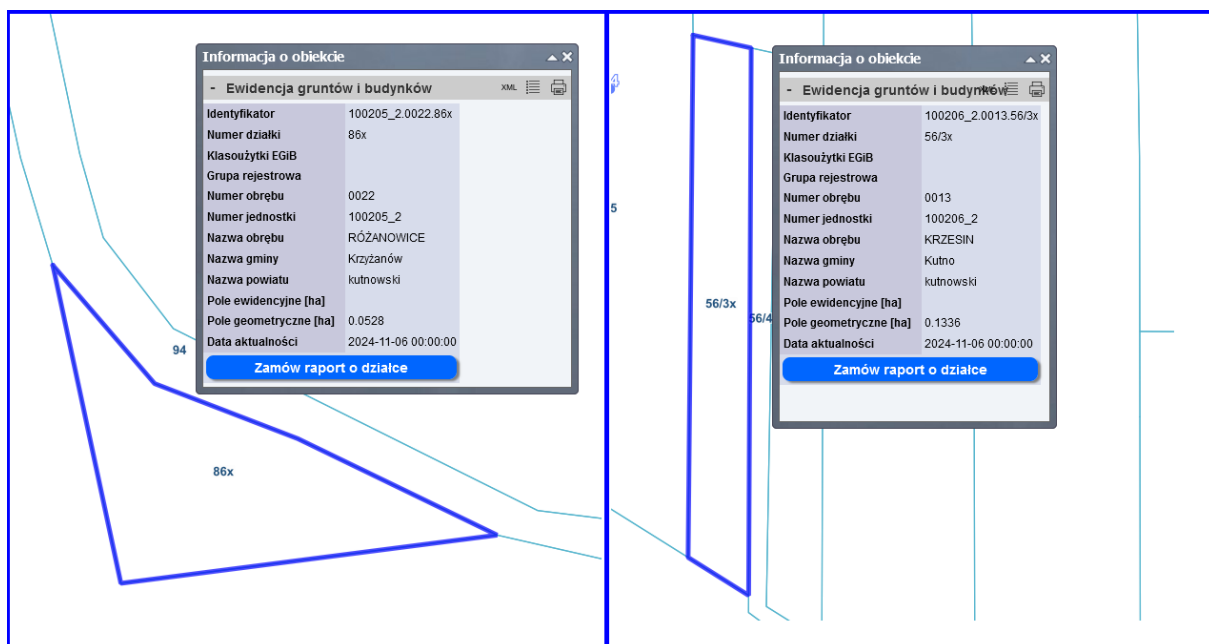 Informacja o obiekcie
- Ewidencja gruntów i budynków XML
Identyfikator 100205_2.0022.86x
Numer działki 86x
Klasoużytki EGiB
Grupa rejestrowa
Numer obrębu 0022
Numer jednostki 100205_2
Nazwa obrębu RÓŻANOWICE
Nazwa gminy Krzyżanów
Nazwa powiatu kutnowski
Pole ewidencyjne [ha]
Pole geometryczne [ha] 0.0528
Data aktualności 2024-11-06 00:00:00
Zamów raport o działce
94
86x
Informacja o obiekcie
- Ewidencja gruntów i budynków XML
Identyfikator 100206_2.0013.56/3x
Numer działki 56/3x
Klasoużytki EGiB
Grupa rejestrowa
Numer obrębu 0013
Numer jednostki 100206_2
Nazwa obrębu KRZESIN
Nazwa gminy Kutno
Nazwa powiatu kutnowski
Pole ewidencyjne [ha]
Pole geometryczne [ha] 0.1336
Data aktualności 2024-11-06 00:00:00
Zamów raport o działce
4
5
56/3x
56/4